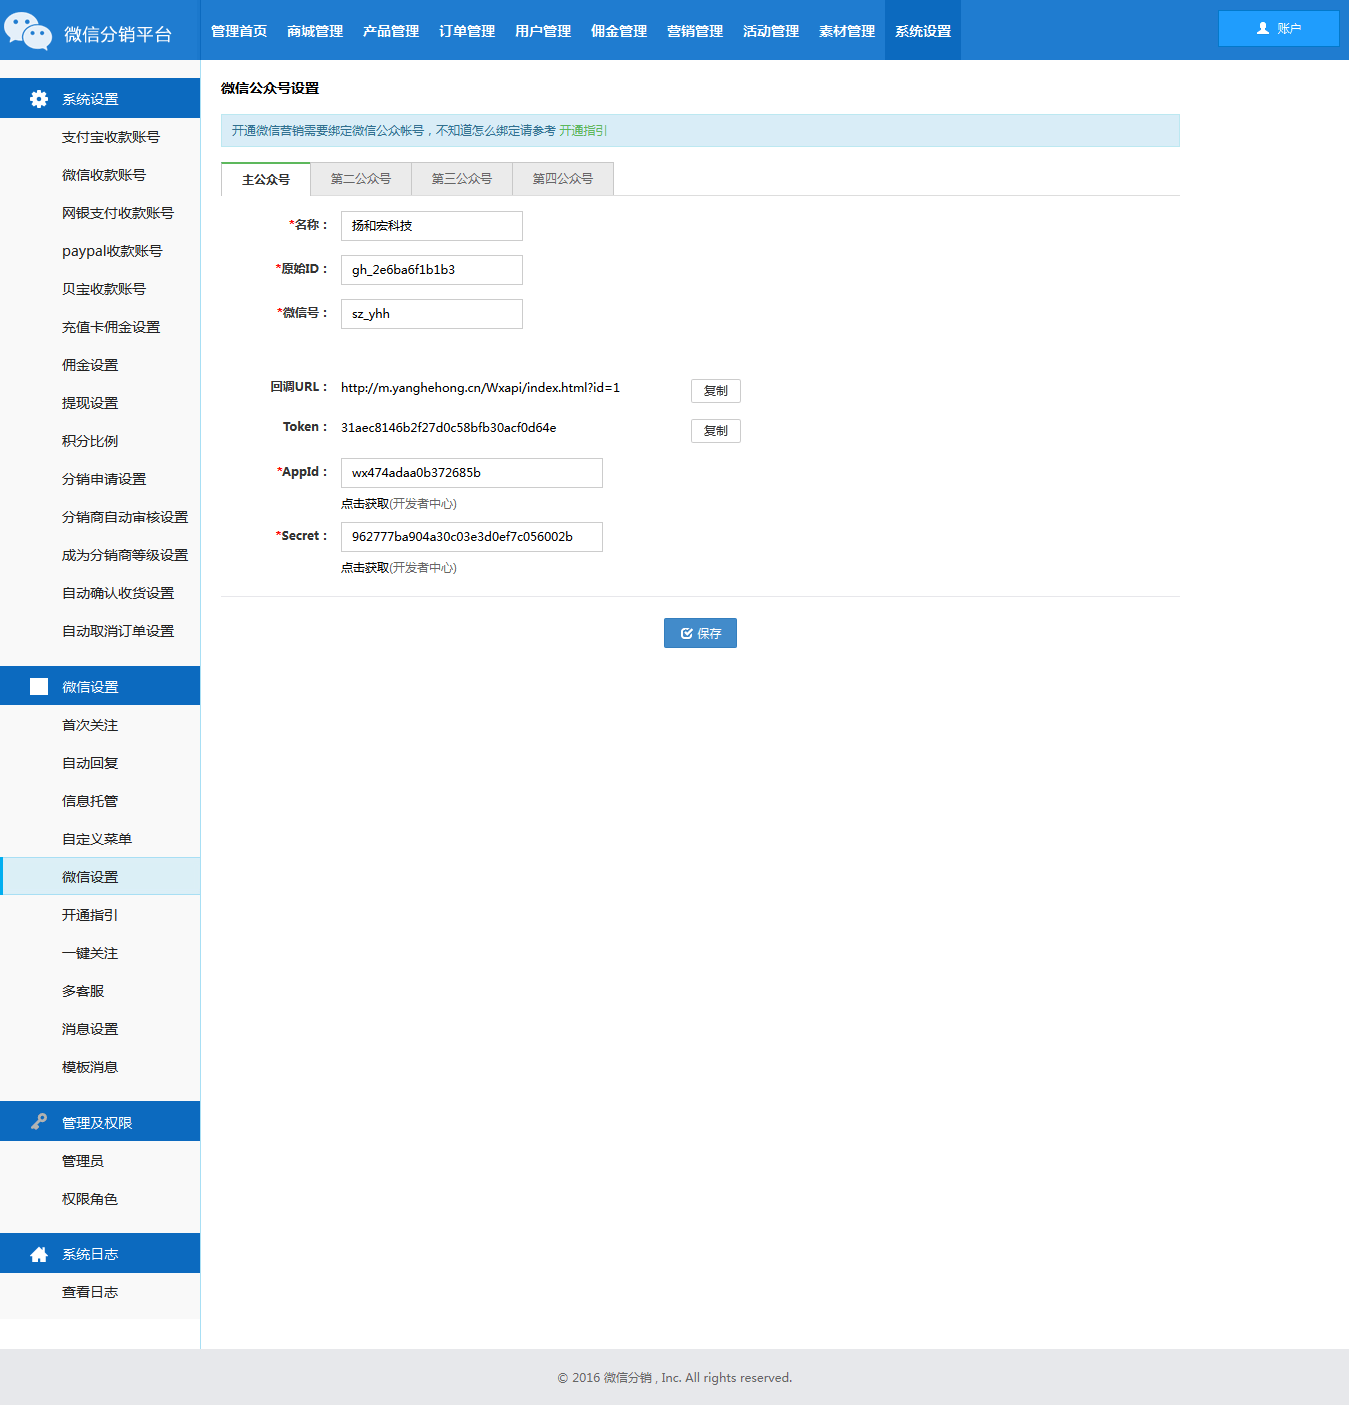 微信分销平台
管理首页 商城管理 产品管理 订单管理 用户管理 佣金管理 营销管理 活动管理 素材管理 系统设置
账户
系统设置
支付宝收款账号
微信收款账号
网银支付收款账号
paypal收款账号
贝宝收款账号
充值卡佣金设置
佣金设置
提现设置
积分比例
分销申请设置
分销商自动审核设置
成为分销商等级设置
自动确认收货设置
自动取消订单设置
微信设置
首次关注
自动回复
信息托管
自定义菜单
微信设置
开通指引
一键关注
多客服
消息设置
模板消息
管理及权限
管理员
权限角色
系统日志
查看日志
微信公众号设置
开通微信营销需要绑定微信公众帐号，不知道怎么绑定请参考 开通指引
主公众号 第二公众号 第三公众号 第四公众号
*名称： 扬和宏科技
*原始ID： gh_2e6ba6f1b1b3
*微信号： sz_yhh
回调URL： http://m.yanghehong.cn/Wxapi/index.html?id=1 复制
Token： 31aec8146b2f27d0c58bfb30acf0d64e 复制
*AppId： wx474adaa0b372685b
点击获取(开发者中心)
*Secret： 962777ba904a30c03e3d0ef7c056002b
点击获取(开发者中心)
保存
© 2016 微信分销 , Inc. All rights reserved.